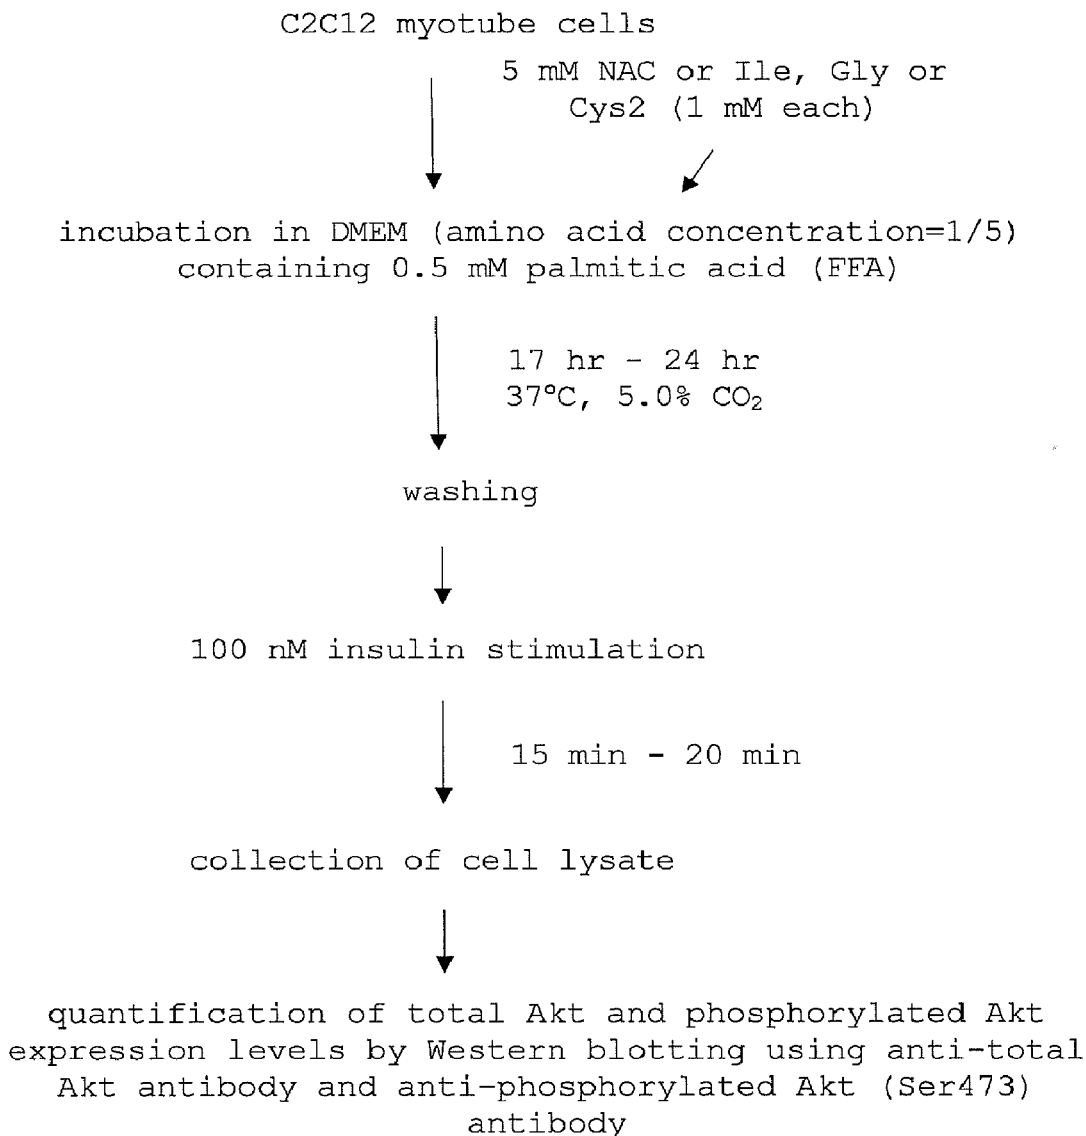 C2C12 myotube cells
5 mM NAC or Ile, Gly or
Cys2 (1 mM each)
incubation in DMEM (amino acid concentration=1/5)
containing 0.5 mM palmitic acid (FFA)
17 hr - 24 hr
37°C, 5.0% CO₂
washing
100 nM insulin stimulation
15 min - 20 min
collection of cell lysate
quantification of total Akt and phosphorylated Akt
expression levels by Western blotting using anti-total
Akt antibody and anti-phosphorylated Akt (Ser473)
antibody